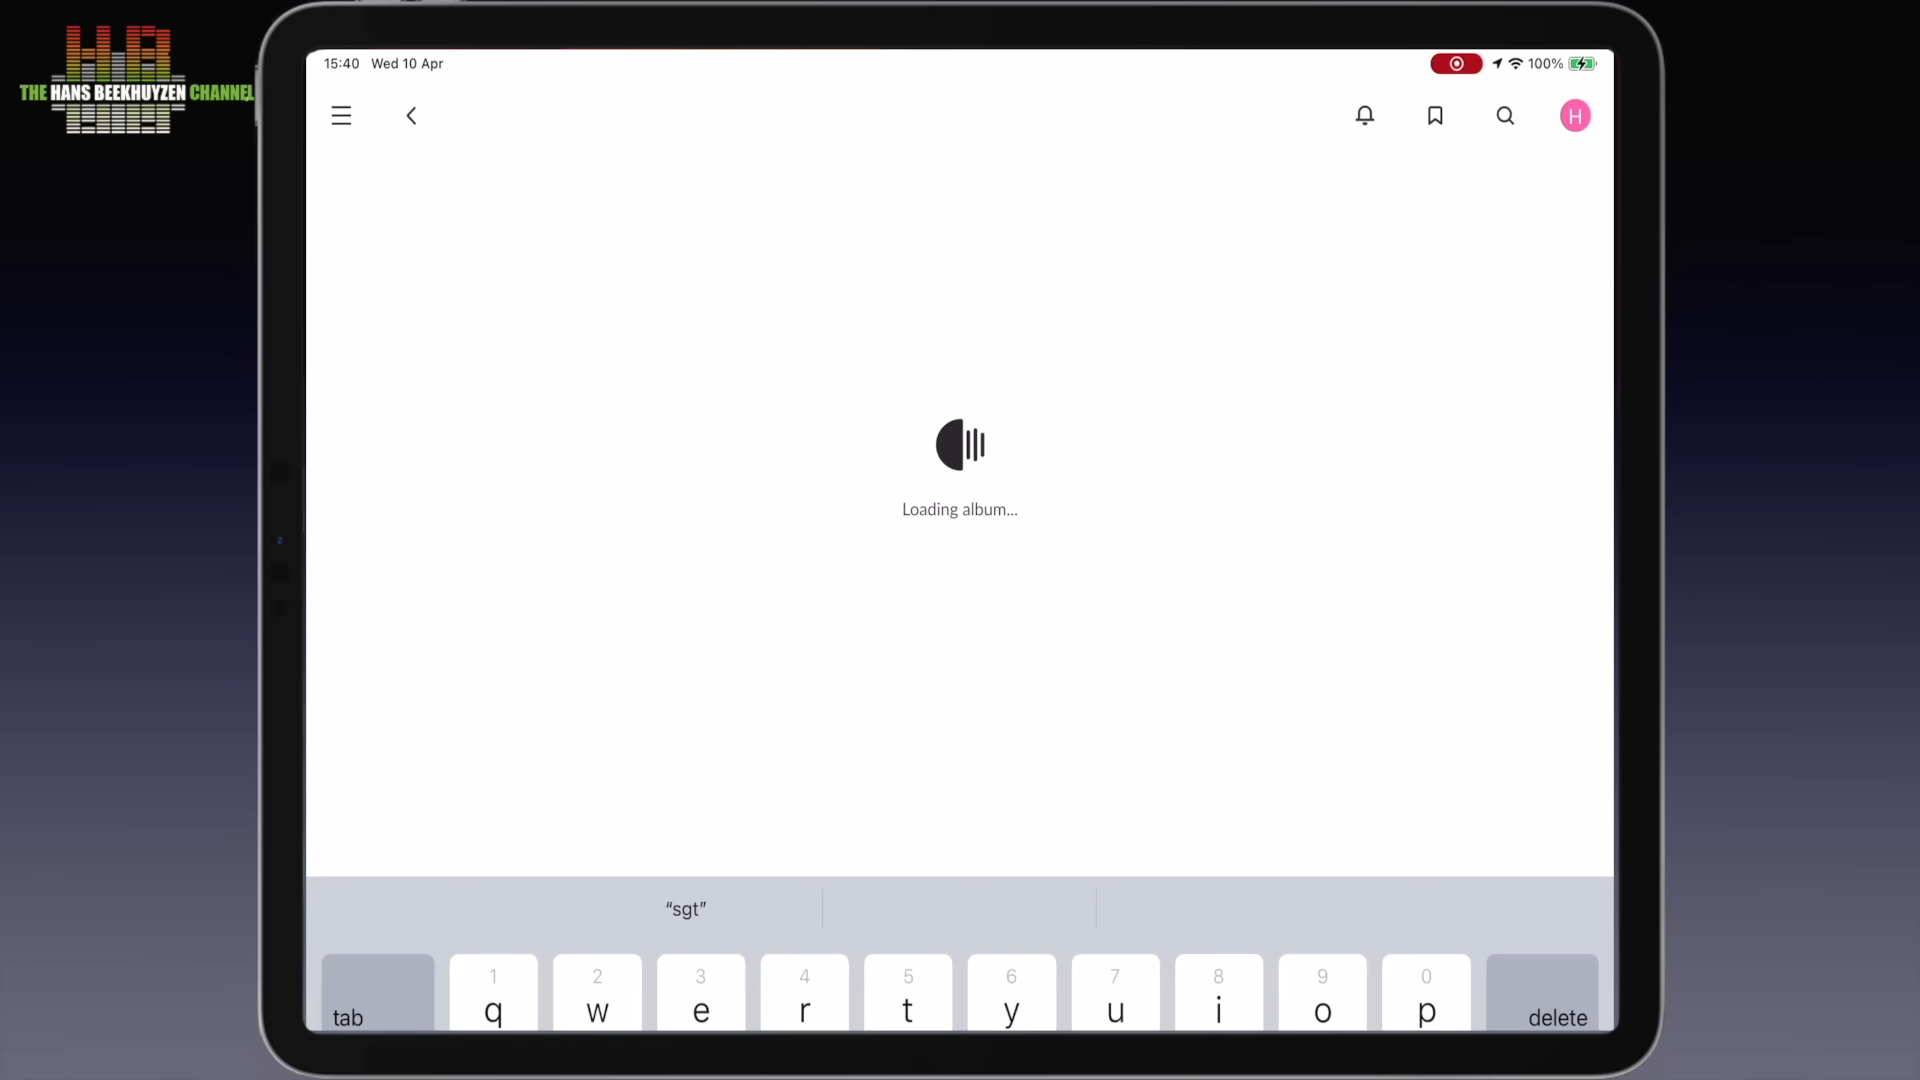 THE HANS BEEKHUYZEN CHANNEL
15:40 Wed 10 Apr
100%
H
Loading album...
“sgt”
1 2 3 4 5 6 7 8 9 0
tab q w e r t y u i o p delete